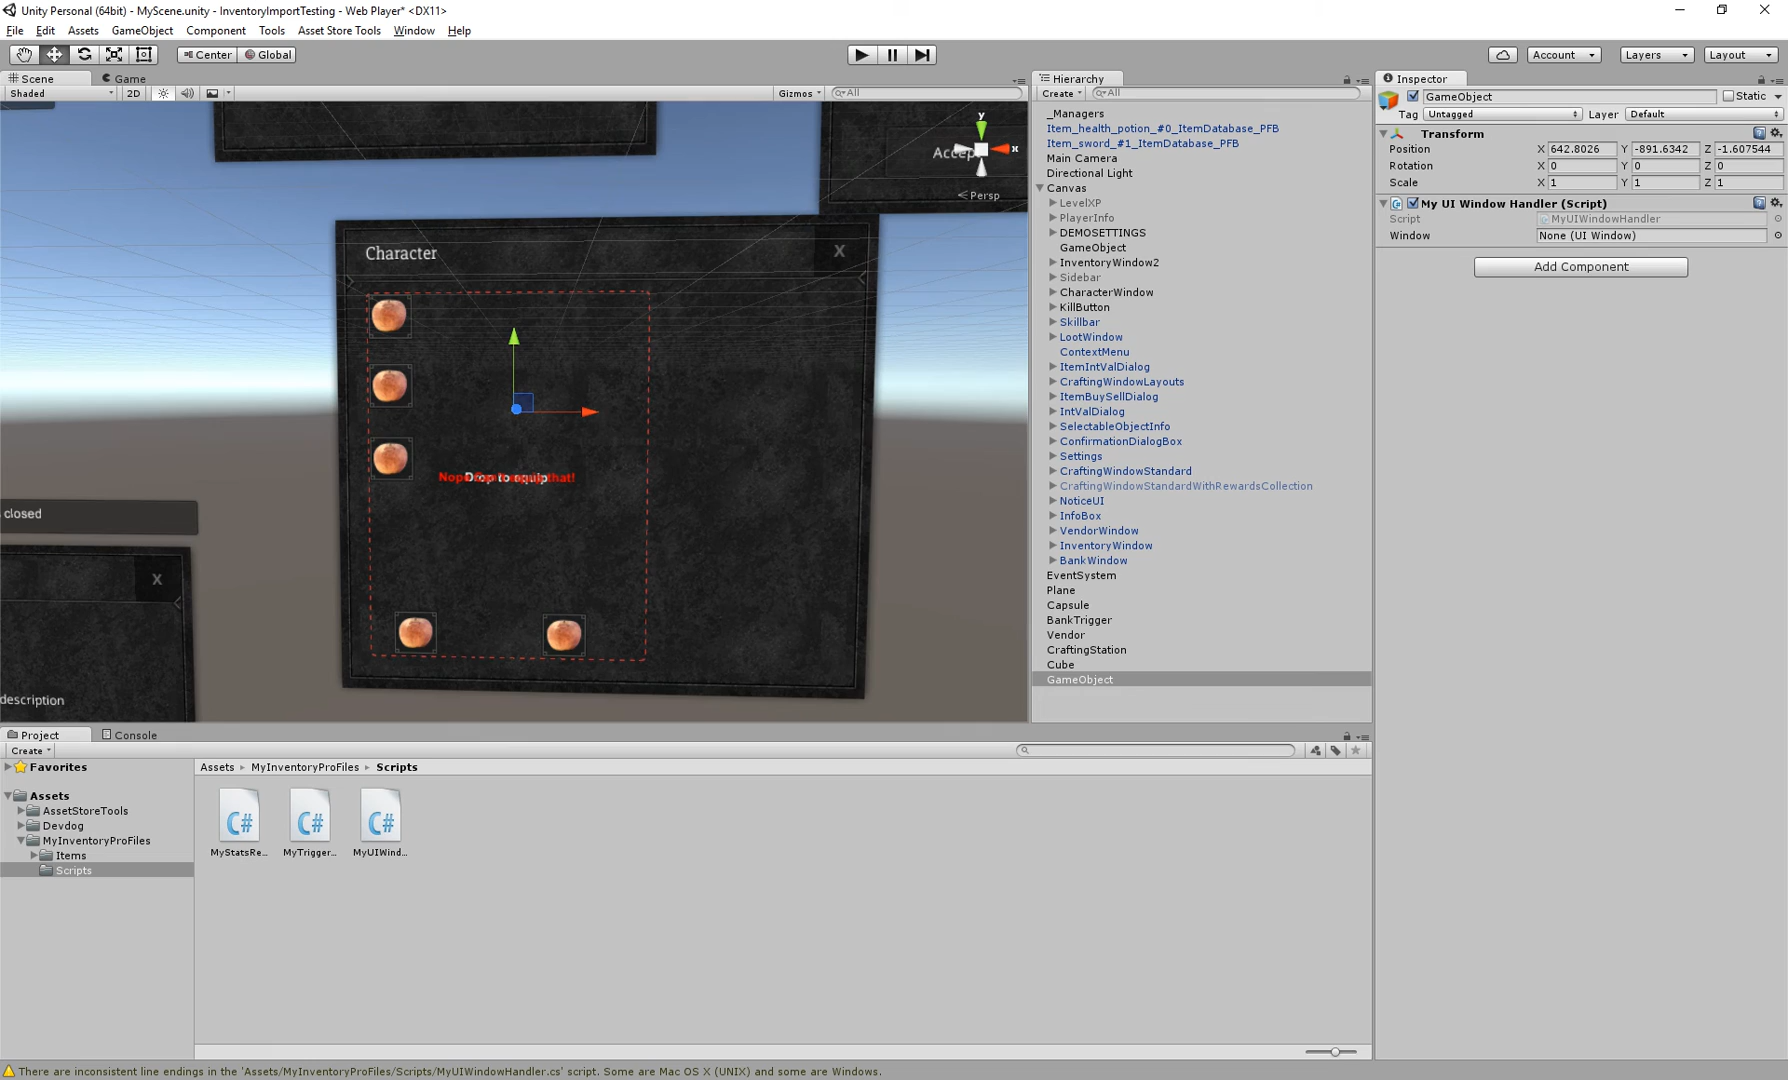 Unity Personal (64bit) - MyScene.unity - InventoryImportTesting - Web Player* <DX11>
File Edit Assets GameObject Component Tools Asset Store Tools Window Help
Center Global
Account Layers Layout
Scene Game
Shaded 2D Gizmos All
y
x
Persp
Character
X
Drop to equip
closed
X
description
Hierarchy
Create All
_Managers
Item_health_potion_#0_ItemDatabase_PFB
Item_sword_#1_ItemDatabase_PFB
Main Camera
Directional Light
Canvas
LevelXP
PlayerInfo
DEMOSETTINGS
GameObject
InventoryWindow2
Sidebar
CharacterWindow
KillButton
Skillbar
LootWindow
ContextMenu
ItemIntValDialog
CraftingWindowLayouts
ItemBuySellDialog
IntValDialog
SelectableObjectInfo
ConfirmationDialogBox
Settings
CraftingWindowStandard
CraftingWindowStandardWithRewardsCollection
NoticeUI
InfoBox
VendorWindow
InventoryWindow
BankWindow
EventSystem
Plane
Capsule
BankTrigger
Vendor
CraftingStation
Cube
GameObject
Inspector
GameObject Static
Tag Untagged Layer Default
Transform
Position X 642.8026 Y -891.6342 Z -1.607544
Rotation X 0 Y 0 Z 0
Scale X 1 Y 1 Z 1
My UI Window Handler (Script)
Script MyUIWindowHandler
Window None (UI Window)
Add Component
Project Console
Create
Favorites
Assets
AssetStoreTools
Devdog
MyInventoryProFiles
Items
Scripts
Assets MyInventoryProFiles Scripts
C# C# C#
MyStatsRe... MyTrigger... MyUIWind...
There are inconsistent line endings in the 'Assets/MyInventoryProFiles/Scripts/MyUIWindowHandler.cs' script. Some are Mac OS X (UNIX) and some are Windows.